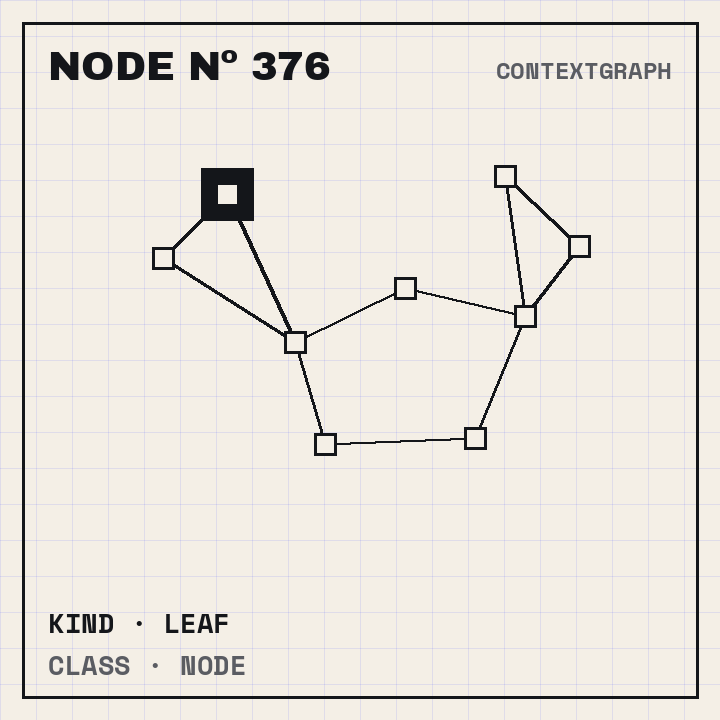 NODE Nº 376
CONTEXTGRAPH
KIND · LEAF
CLASS · NODE